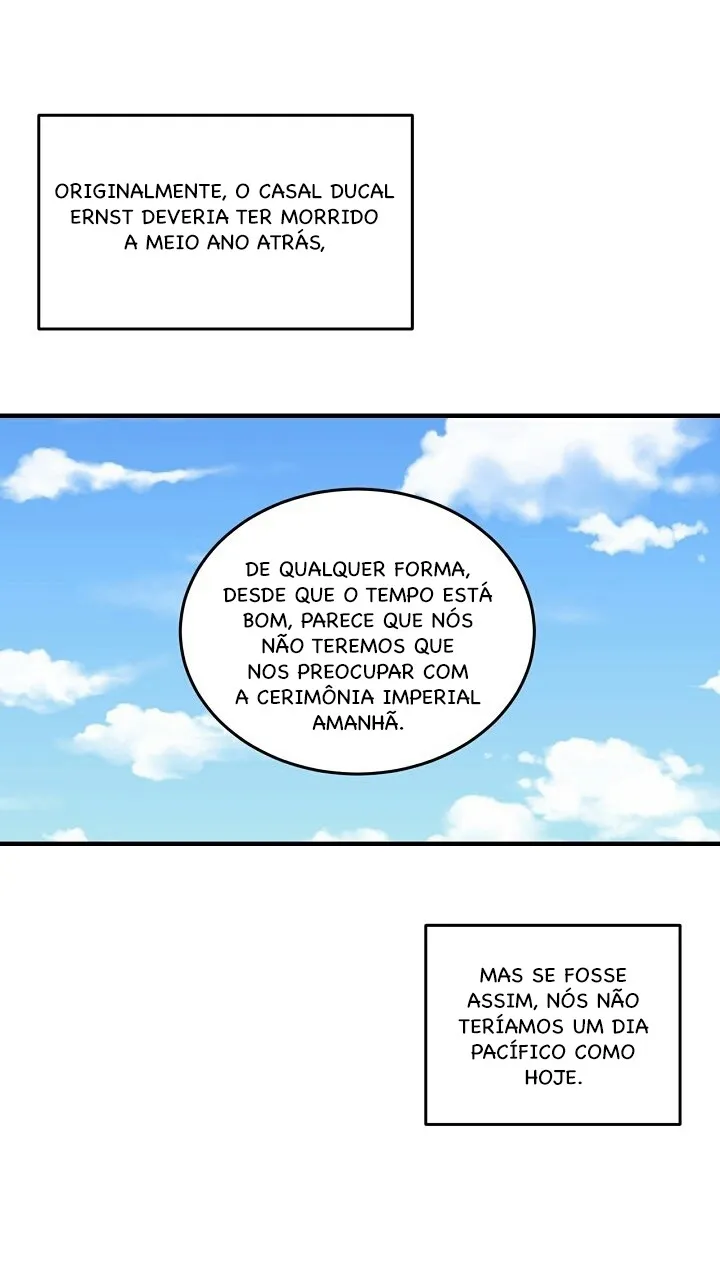 ORIGINALMENTE, O CASAL DUCAL
ERNST DEVERIA TER MORRIDO
A MEIO ANO ATRÁS,
DE QUALQUER FORMA,
DESDE QUE O TEMPO ESTÁ
BOM, PARECE QUE NÓS
NÃO TEREMOS QUE
NOS PREOCUPAR COM
A CERIMÔNIA IMPERIAL
AMANHÃ.
MAS SE FOSSE
ASSIM, NÓS NÃO
TERÍAMOS UM DIA
PACÍFICO COMO
HOJE.